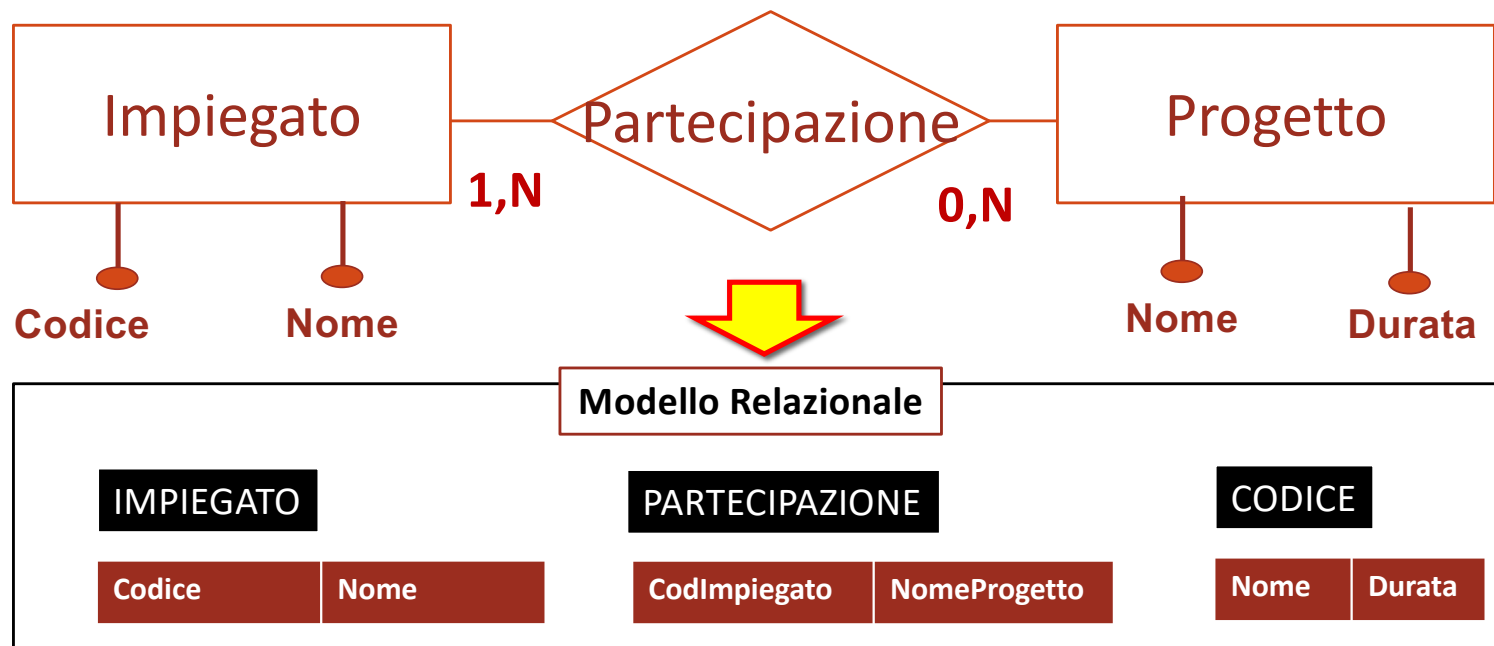 Impiegato
Partecipazione
Progetto
1,N
0,N
Codice
Nome
Nome
Durata
Modello Relazionale
IMPIEGATO
PARTECIPAZIONE
CODICE
Codice
Nome
CodImpiegato
NomeProgetto
Nome
Durata